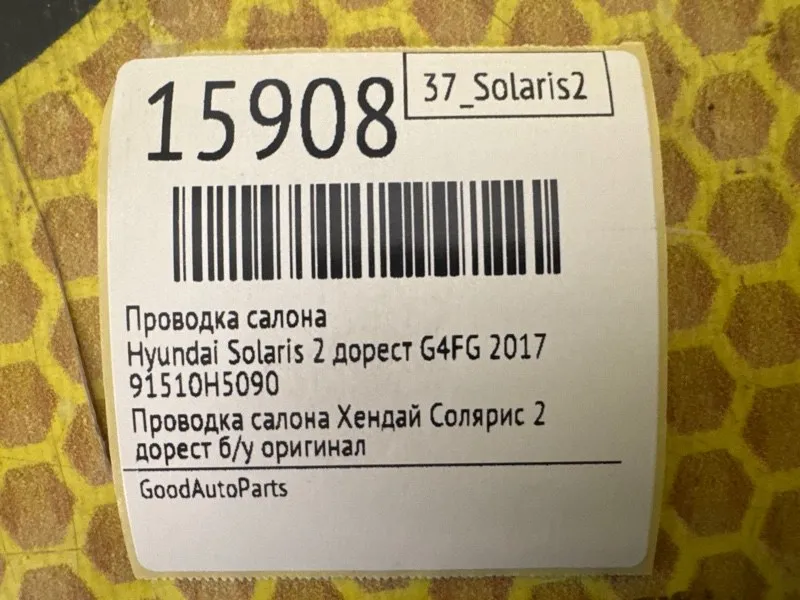 15908
37_Solaris2
Проводка салона
Hyundai Solaris 2 дорест G4FG 2017
91510H5090
Проводка салона Хендай Солярис 2
дорест б/у оригинал
GoodAutoParts